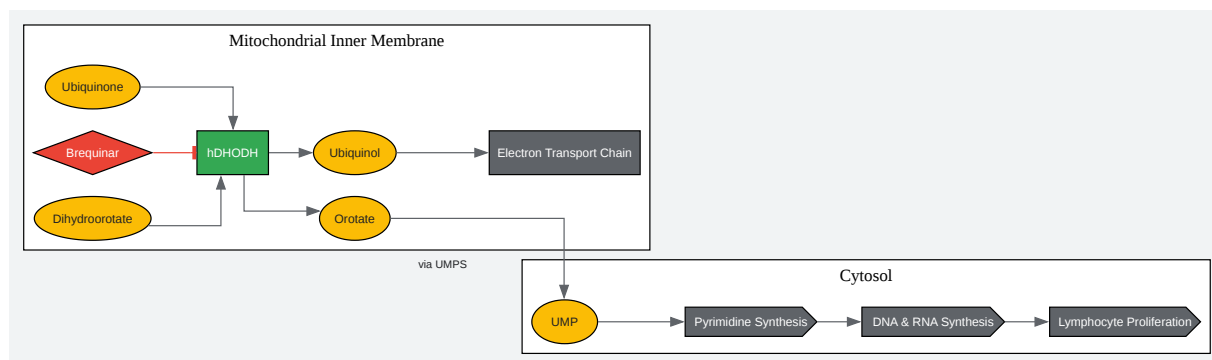 Mitochondrial Inner Membrane
Ubiquinone
Brequinar
hDHODH
Ubiquinol
Electron Transport Chain
Dihydroorotate
Orotate
via UMPS
Cytosol
UMP
Pyrimidine Synthesis
DNA & RNA Synthesis
Lymphocyte Proliferation